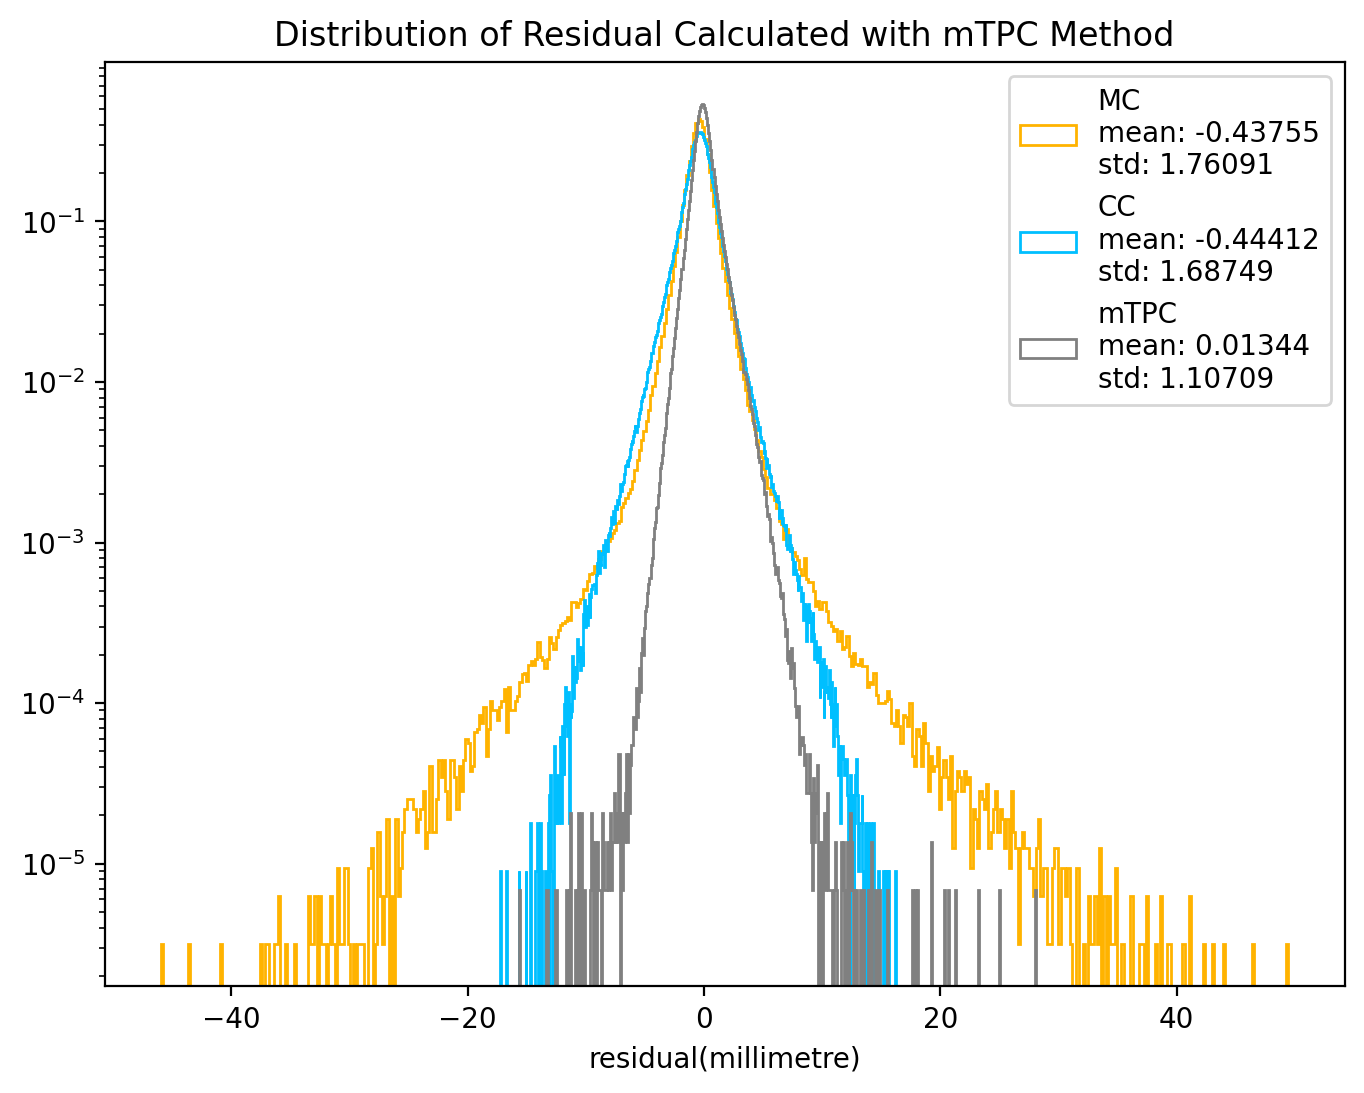 Distribution of Residual Calculated with mTPC Method
MC
mean: -0.43755
std: 1.76091
CC
mean: -0.44412
std: 1.68749
mTPC
mean: 0.01344
std: 1.10709
10⁻¹
10⁻²
10⁻³
10⁻⁴
10⁻⁵
−40 −20 0 20 40
residual(millimetre)